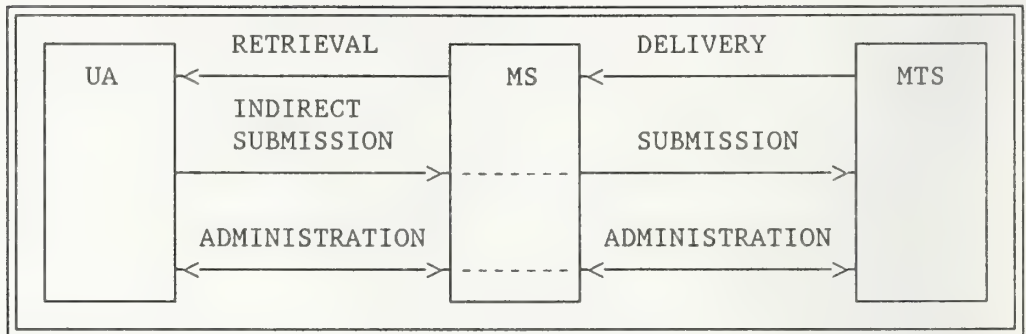 RETRIEVAL
DELIVERY
UA
MS
MTS
INDIRECT
SUBMISSION
SUBMISSION
ADMINISTRATION
ADMINISTRATION